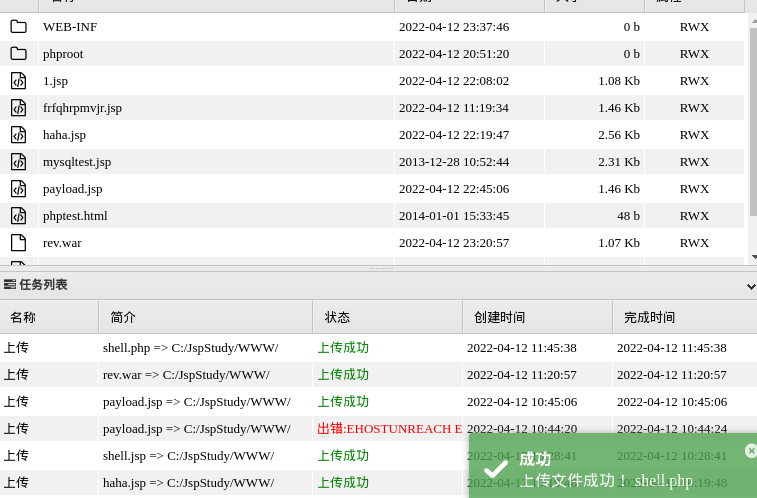 WEB-INF 2022-04-12 23:37:46 0 b RWX
phproot 2022-04-12 20:51:20 0 b RWX
1.jsp 2022-04-12 22:08:02 1.08 Kb RWX
frfqhrpmvjr.jsp 2022-04-12 11:19:34 1.46 Kb RWX
haha.jsp 2022-04-12 22:19:47 2.56 Kb RWX
mysqltest.jsp 2013-12-28 10:52:44 2.31 Kb RWX
payload.jsp 2022-04-12 22:45:06 1.46 Kb RWX
phptest.html 2014-01-01 15:33:45 48 b RWX
rev.war 2022-04-12 23:20:57 1.07 Kb RWX
任务列表
名称 简介 状态 创建时间 完成时间
上传 shell.php => C:/JspStudy/WWW/ 上传成功 2022-04-12 11:45:38 2022-04-12 11:45:38
上传 rev.war => C:/JspStudy/WWW/ 上传成功 2022-04-12 11:20:57 2022-04-12 11:20:57
上传 payload.jsp => C:/JspStudy/WWW/ 上传成功 2022-04-12 10:45:06 2022-04-12 10:45:06
上传 payload.jsp => C:/JspStudy/WWW/ 出错:EHOSTUNREACH E 2022-04-12 10:44:20 2022-04-12 10:44:24
上传 shell.jsp => C:/JspStudy/WWW/ 上传成功 2022-04-12 10:28:41
上传 haha.jsp => C:/JspStudy/WWW/ 上传成功
成功
上传文件成功！ shell.php